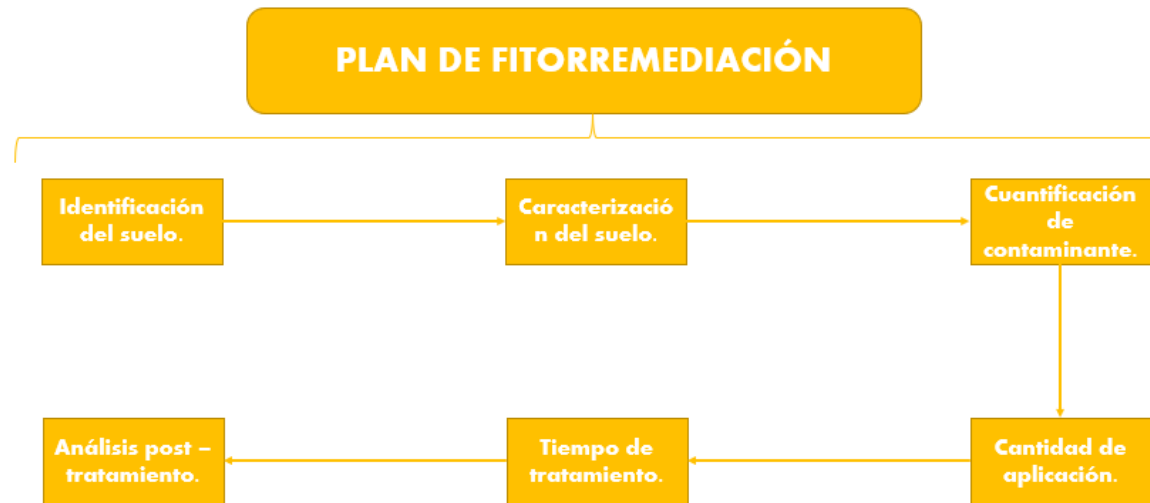 PLAN DE FITORREMEDIACIÓN
Identificación
del suelo.
Caracterizació
n del suelo.
Cuantificación
de
contaminante.
Cantidad de
aplicación.
Tiempo de
tratamiento.
Análisis post –
tratamiento.